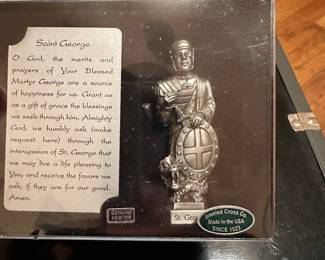 Saint George
O God, the merits and
prayers of Your Blessed
Martyr George are a source
of happiness for us. Grant us
as a gift of grace the blessings
we seek through him. Almighty
God, we humbly ask (make
request here) through the
intercession of St. George that
we may live a life pleasing to
You, and receive the favors we
ask, if they are for our good.
Amen.
GENUINE
PEWTER
St. Geo
Jeweled Cross Co.
Made in the USA
SINCE 1923